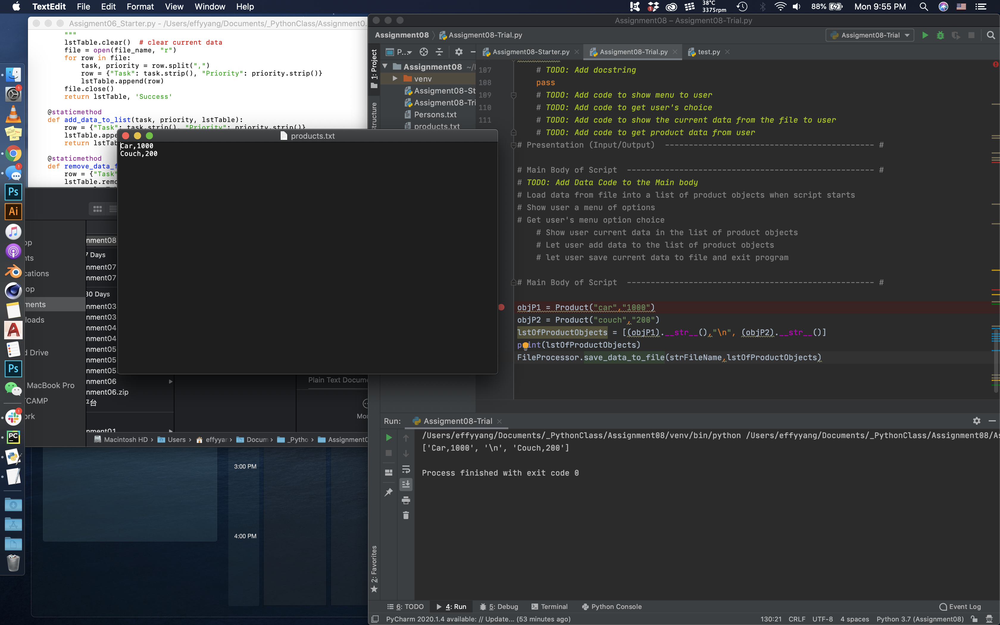 TextEdit File Edit Format View Window Help
38°C
3375rpm
88%
Mon 9:55 PM
Assigment06_Starter.py - /Users/effyyang/Documents/_PythonClass/Assignment0.
"""
lstTable.clear()  # clear current data
file = open(file_name, "r")
for row in file:
task, priority = row.split(",")
row = {"Task": task.strip(), "Priority": priority.strip()}
lstTable.append(row)
file.close()
return lstTable, 'Success'
@staticmethod
def add_data_to_list(task, priority, lstTable):
row = {"Task": task.strip(), "Priority": priority.strip()}
lstTable.appe
return lstTab
@staticmethod
def remove_data_f
row = {"Task"
lstTable.remo
products.txt
Car,1000
Couch,200
nment08
7 Days
nment07
nment07
30 Days
nment03
nment03
nment04
nment04
nment05
nment05
nment05.
nment06
nment06.zip
平台
nment01
pp
nts
cations
op
ments
loads
d Drive
MacBook Pro
TCAMP
ork
Plain Text Docume
Mor
Macintosh HD › Users › effyyan › Docum › _Pytho › Assignment0
3:00 PM
4:00 PM
Assignment08 – Assigment08-Trial.py
Assignment08 Assigment08-Trial.py
Assigment08-Trial
1: Project
P...
Assigment08-Starter.py
Assigment08-Trial.py
test.py
Assignment08 ~/
venv
Assigment08-St
Assigment08-Tri
Persons.txt
products.txt
tructure
107 # TODO: Add docstring
108 pass
109 # TODO: Add code to show menu to user
110 # TODO: Add code to get user's choice
111 # TODO: Add code to show the current data from the file to user
# TODO: Add code to get product data from user
# Presentation (Input/Output)  -------------------------------------------- #
# Main Body of Script  ---------------------------------------------------- #
# TODO: Add Data Code to the Main body
# Load data from file into a list of product objects when script starts
# Show user a menu of options
# Get user's menu option choice
# Show user current data in the list of product objects
# Let user add data to the list of product objects
# let user save current data to file and exit program
# Main Body of Script  ---------------------------------------------------- #
objP1 = Product("car","1000")
objP2 = Product("couch","200")
lstOfProductObjects = [(objP1).__str__(),"\n", (objP2).__str__()]
print(lstOfProductObjects)
FileProcessor.save_data_to_file(strFileName,lstOfProductObjects)
Run: Assigment08-Trial
/Users/effyyang/Documents/_PythonClass/Assignment08/venv/bin/python /Users/effyyang/Documents/_PythonClass/Assignment08/As
['Car,1000', '\n', 'Couch,200']
Process finished with exit code 0
2: Favorites
6: TODO 4: Run 5: Debug Terminal Python Console Event Log
PyCharm 2020.1.4 available: // Update... (53 minutes ago) 130:21 CRLF UTF-8 4 spaces Python 3.7 (Assignment08)
Ps
Ai
Ps
PC